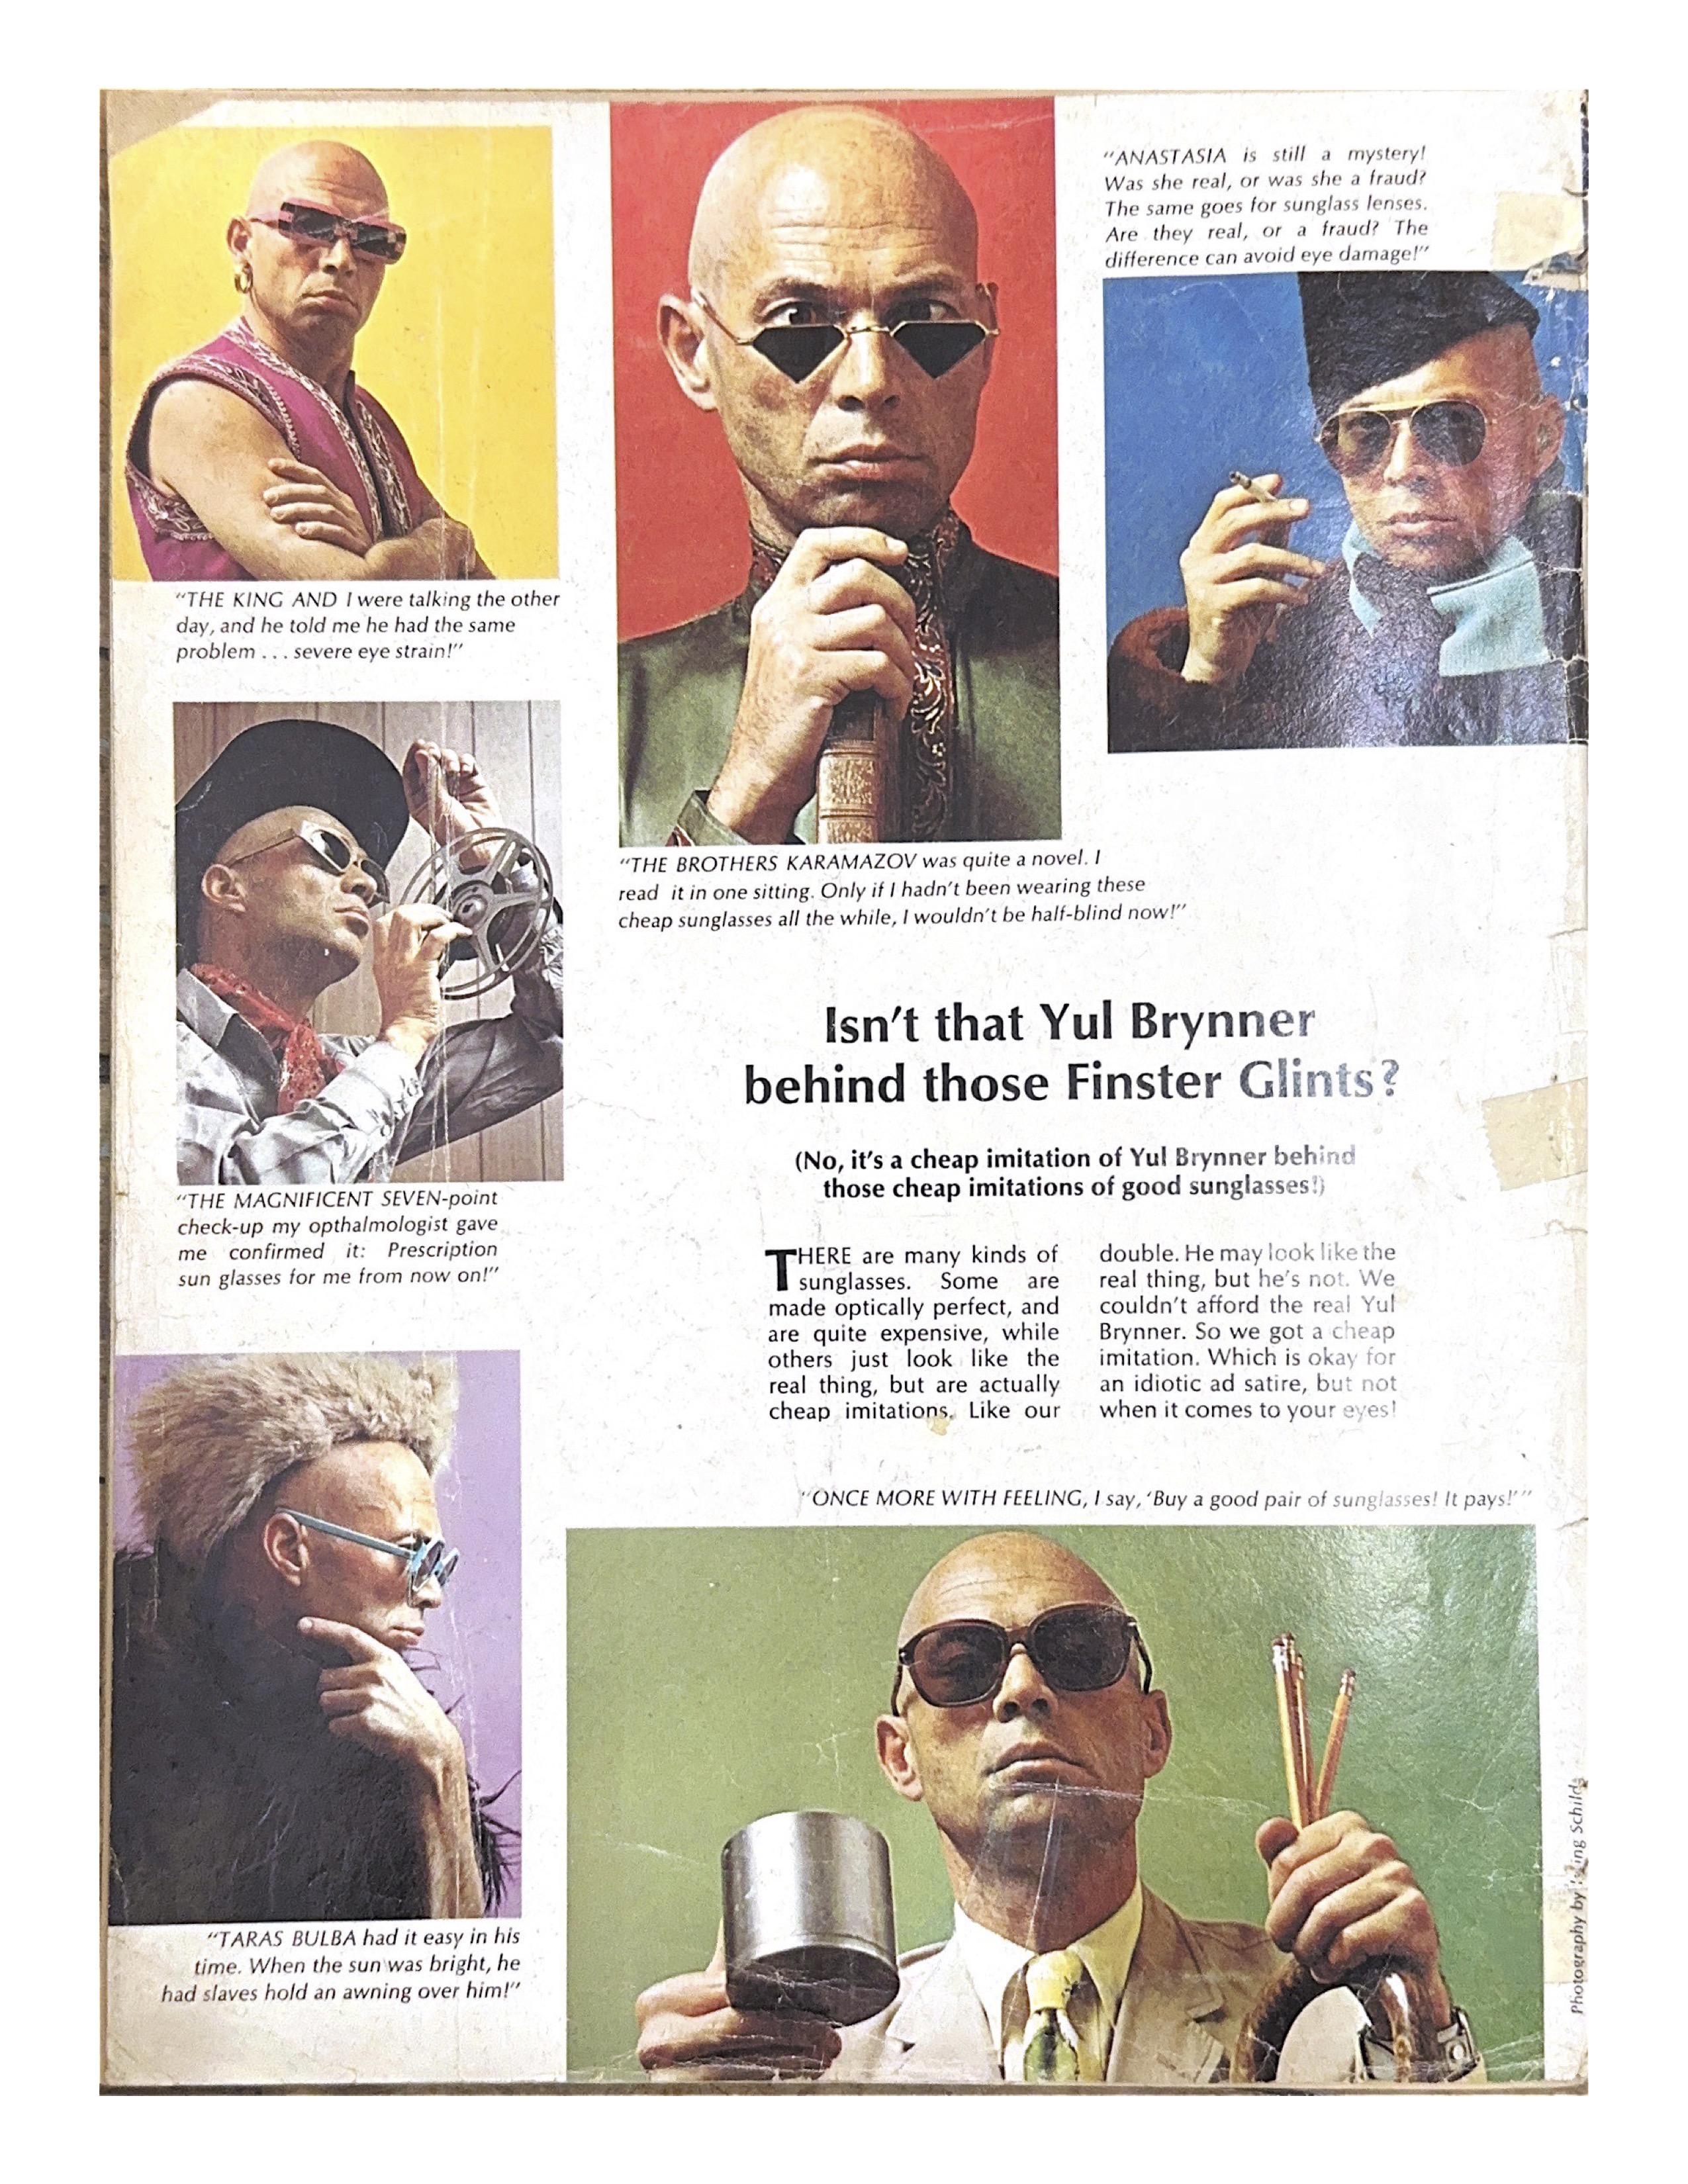 "THE KING AND I were talking the other
day, and he told me he had the same
problem . . . severe eye strain!"
"ANASTASIA is still a mystery!
Was she real, or was she a fraud?
The same goes for sunglass lenses.
Are they real, or a fraud? The
difference can avoid eye damage!"
"THE BROTHERS KARAMAZOV was quite a novel. I
read it in one sitting. Only if I hadn't been wearing these
cheap sunglasses all the while, I wouldn't be half-blind now!"
"THE MAGNIFICENT SEVEN-point
check-up my opthalmologist gave
me confirmed it: Prescription
sun glasses for me from now on!"
Isn't that Yul Brynner
behind those Finster Glints?
(No, it's a cheap imitation of Yul Brynner behind
those cheap imitations of good sunglasses!)
THERE are many kinds of
sunglasses. Some are
made optically perfect, and
are quite expensive, while
others just look like the
real thing, but are actually
cheap imitations. Like our
double. He may look like the
real thing, but he's not. We
couldn't afford the real Yul
Brynner. So we got a cheap
imitation. Which is okay for
an idiotic ad satire, but not
when it comes to your eyes!
"ONCE MORE WITH FEELING, I say, 'Buy a good pair of sunglasses! It pays!'"
"TARAS BULBA had it easy in his
time. When the sun was bright, he
had slaves hold an awning over him!"
Photography by Schild